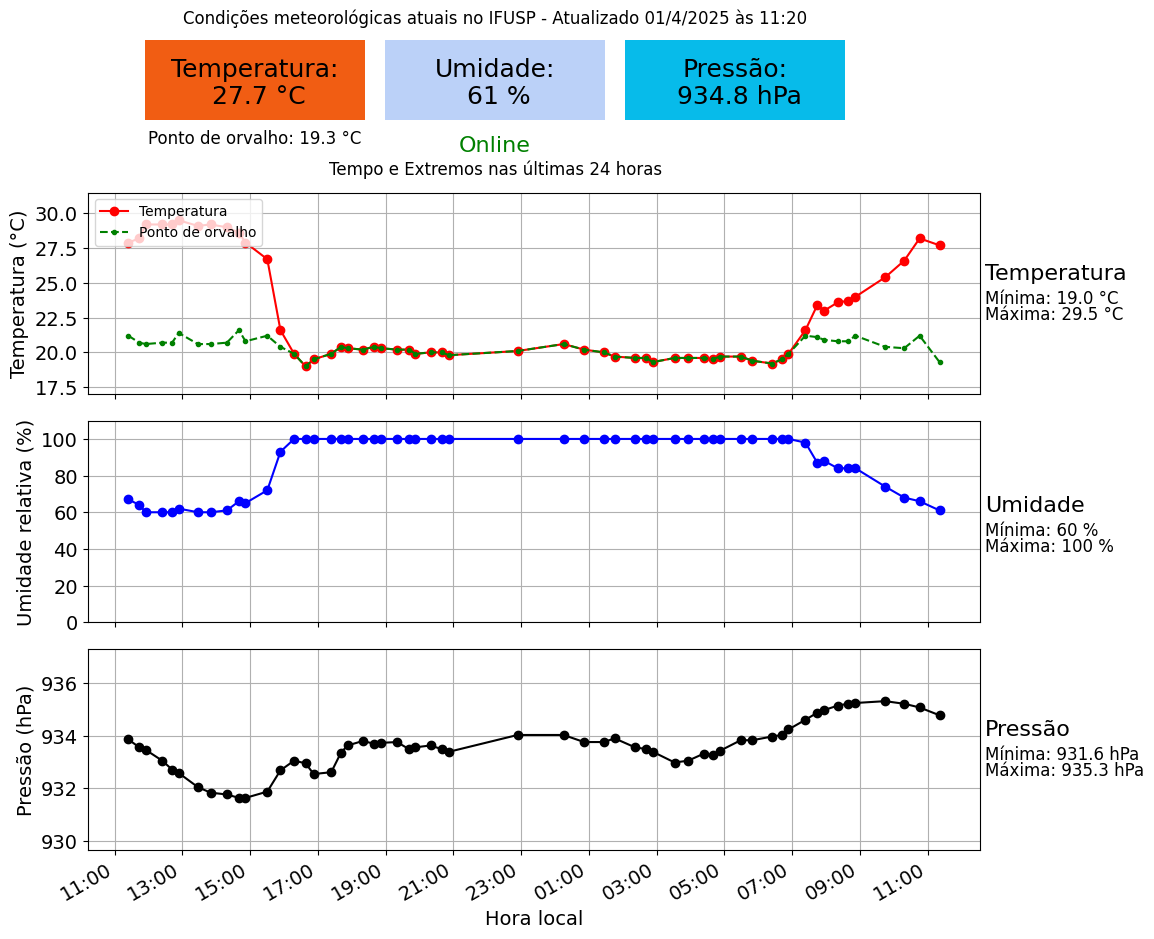 Condições meteorológicas atuais no IFUSP - Atualizado 01/4/2025 às 11:20
Temperatura:
27.7 °C
Umidade:
61 %
Pressão:
934.8 hPa
Ponto de orvalho: 19.3 °C
Online
Tempo e Extremos nas últimas 24 horas
Temperatura (°C)
30.0
27.5
25.0
22.5
20.0
17.5
Temperatura
Ponto de orvalho
Temperatura
Mínima: 19.0 °C
Máxima: 29.5 °C
Umidade relativa (%)
100
80
60
40
20
0
Umidade
Mínima: 60 %
Máxima: 100 %
Pressão (hPa)
936
934
932
930
Pressão
Mínima: 931.6 hPa
Máxima: 935.3 hPa
11:00
13:00
15:00
17:00
19:00
21:00
23:00
01:00
03:00
05:00
07:00
09:00
11:00
Hora local